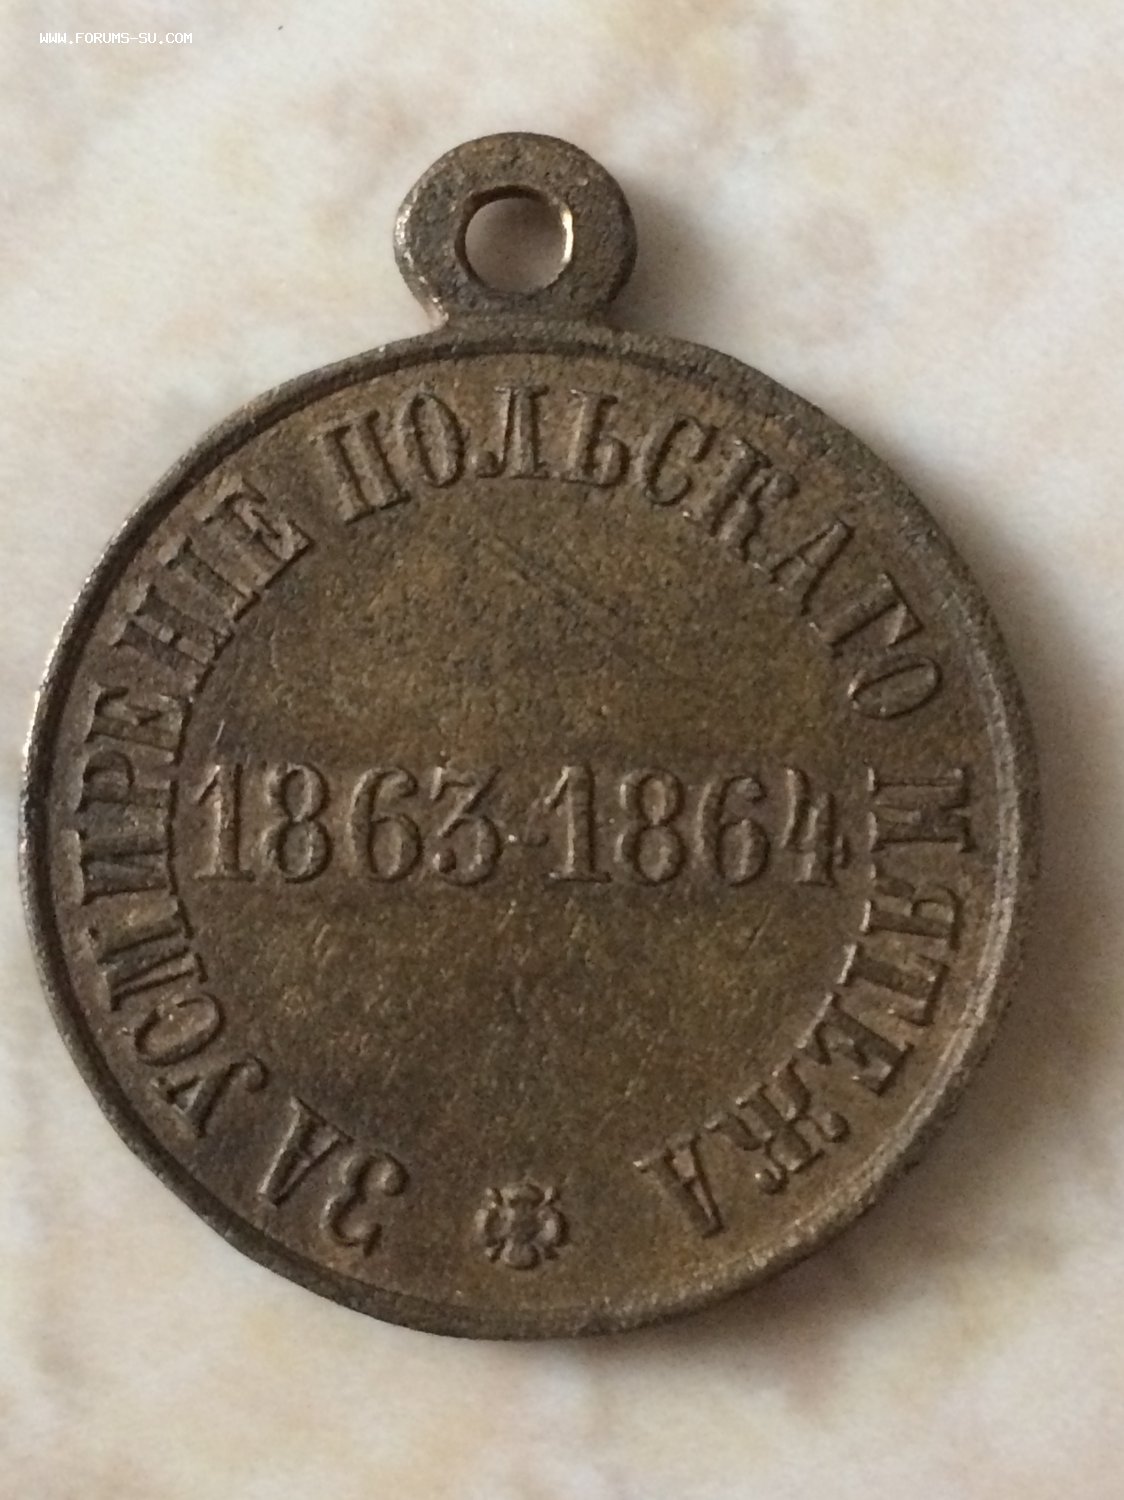 WWW.FORUMS-SU.COM
ЗА УСМИРЕНІЕ ПОЛЬСКАГО МЯТЕЖА
1863-1864